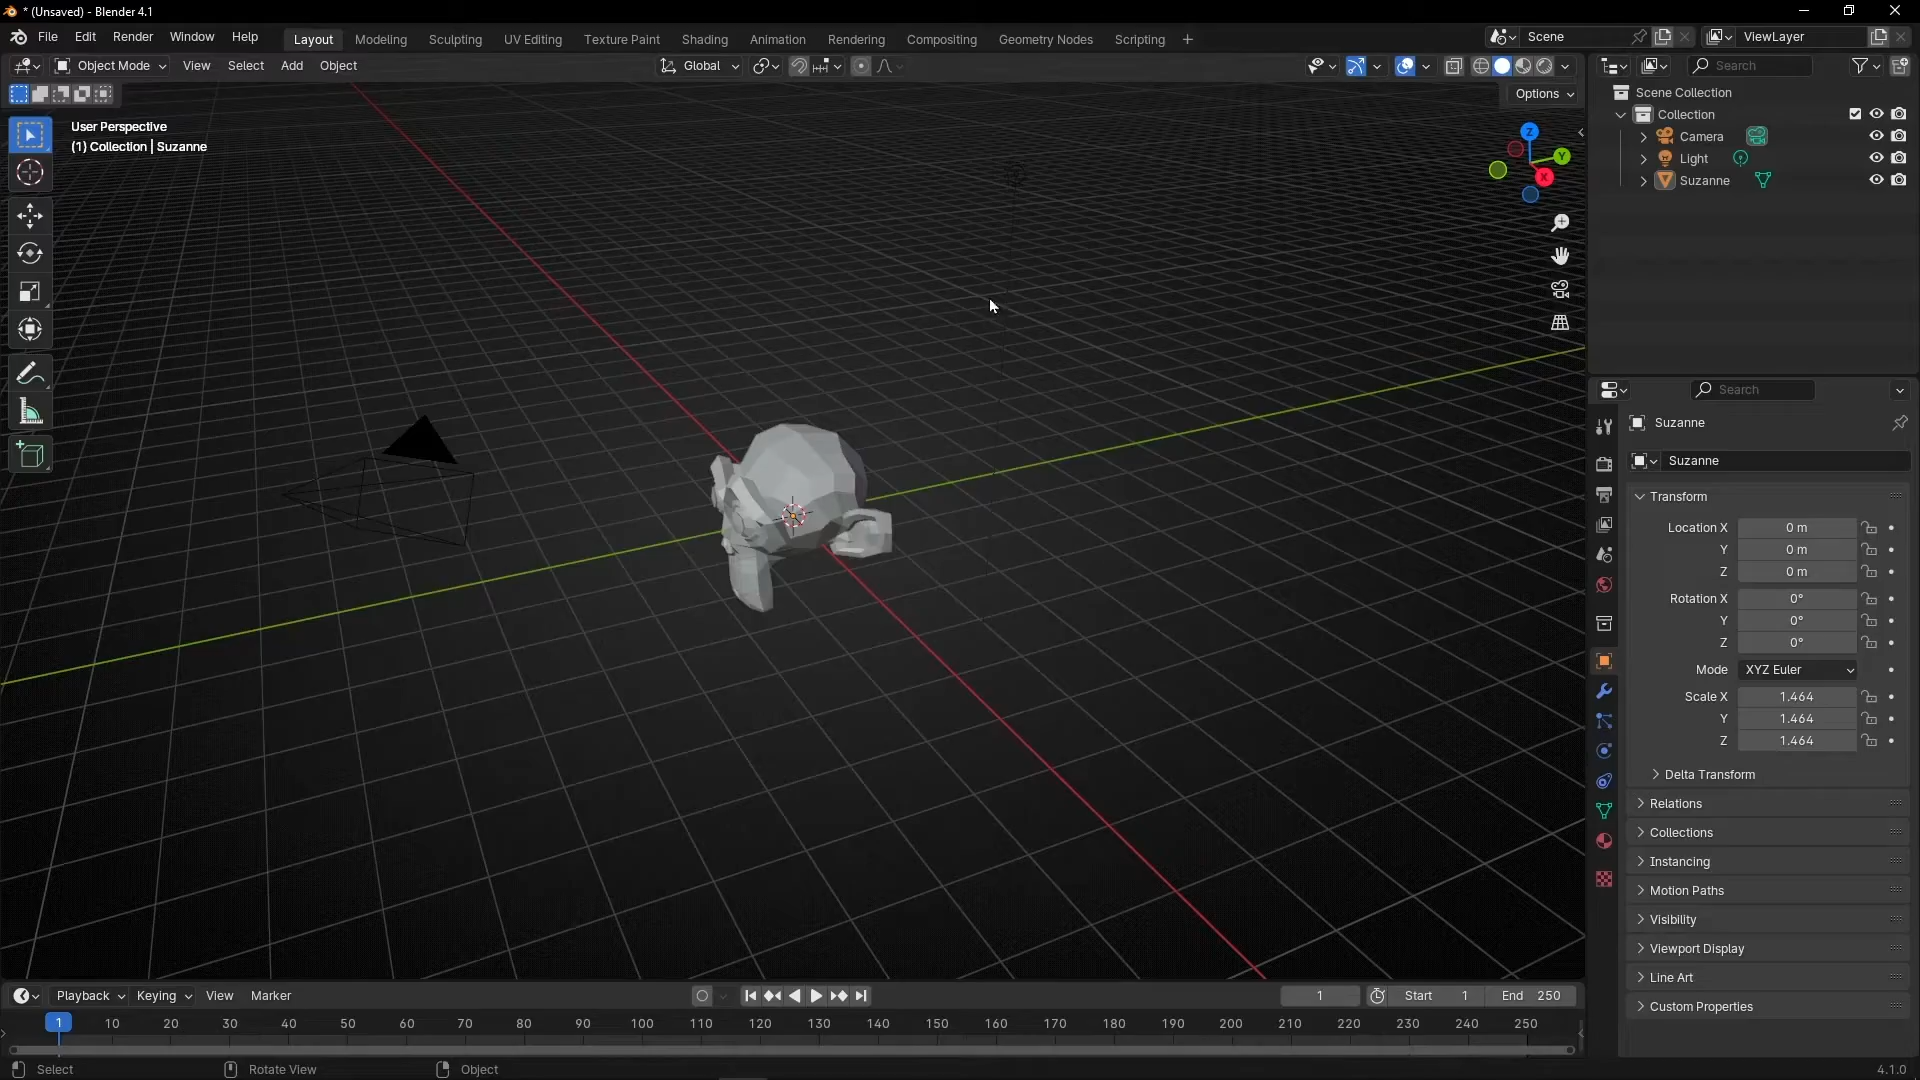 * (Unsaved) - Blender 4.1
File Edit Render Window Help Layout Modeling Sculpting UV Editing Texture Paint Shading Animation Rendering Compositing Geometry Nodes Scripting + Scene ViewLayer
Object Mode View Select Add Object Global Search
Options
Scene Collection
Collection
Camera
Light
Suzanne
User Perspective
(1) Collection | Suzanne
Z
Y
X
Search
Suzanne
Suzanne
Transform
Location X 0 m
Y 0 m
Z 0 m
Rotation X 0°
Y 0°
Z 0°
Mode XYZ Euler
Scale X 1.464
Y 1.464
Z 1.464
Delta Transform
Relations
Collections
Instancing
Motion Paths
Visibility
Viewport Display
Line Art
Custom Properties
Playback Keying View Marker 1 Start 1 End 250
1 10 20 30 40 50 60 70 80 90 100 110 120 130 140 150 160 170 180 190 200 210 220 230 240 250
Select Rotate View Object 4.1.0